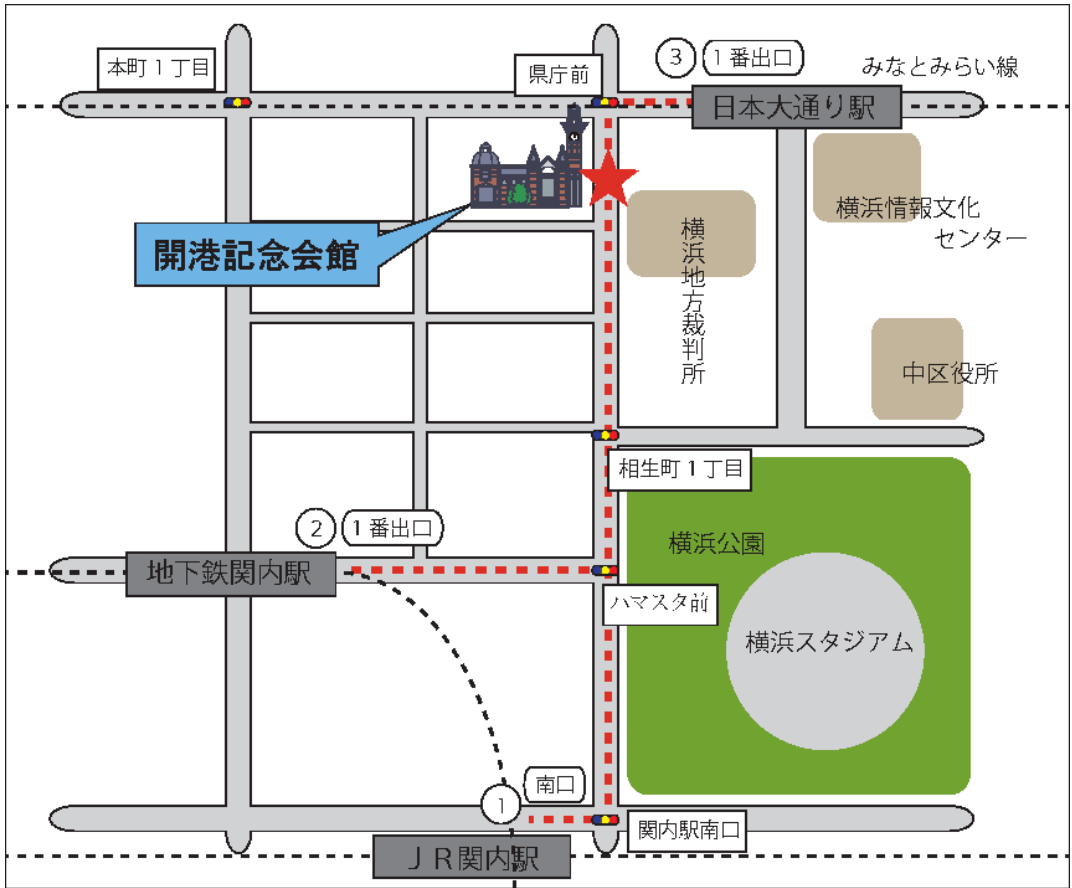 本町1丁目
県庁前
③ 1番出口
みなとみらい線
日本大通り駅
開港記念会館
横浜地方裁判所
横浜情報文化
センター
中区役所
相生町1丁目
② 1番出口
地下鉄関内駅
横浜公園
ハマスタ前
横浜スタジアム
① 南口
関内駅南口
JR関内駅